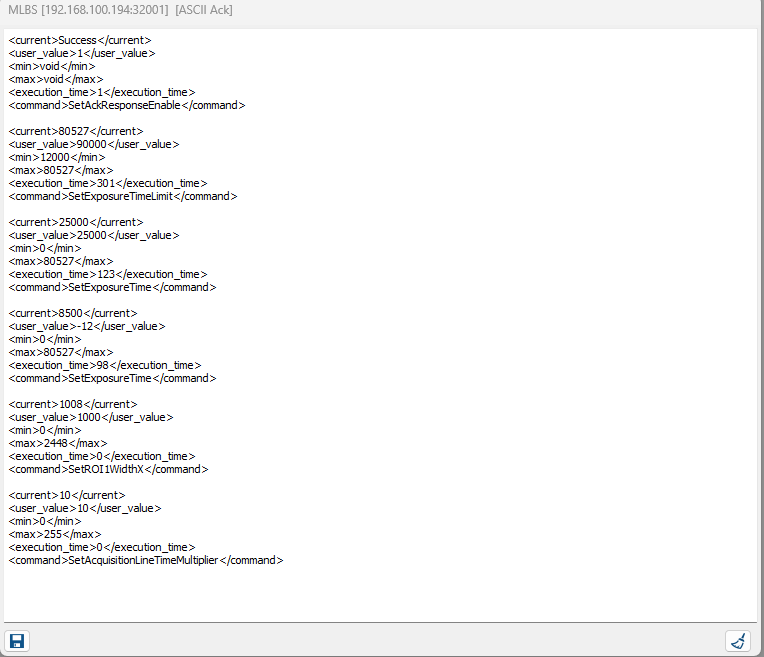 MLBS [192.168.100.194:32001] [ASCII Ack]
<current>Success</current>
<user_value>1</user_value>
<min>void</min>
<max>void</max>
<execution_time>1</execution_time>
<command>SetAckResponseEnable</command>
<current>80527</current>
<user_value>90000</user_value>
<min>12000</min>
<max>80527</max>
<execution_time>301</execution_time>
<command>SetExposureTimeLimit</command>
<current>25000</current>
<user_value>25000</user_value>
<min>0</min>
<max>80527</max>
<execution_time>123</execution_time>
<command>SetExposureTime</command>
<current>8500</current>
<user_value>-12</user_value>
<min>0</min>
<max>80527</max>
<execution_time>98</execution_time>
<command>SetExposureTime</command>
<current>1008</current>
<user_value>1000</user_value>
<min>0</min>
<max>2448</max>
<execution_time>0</execution_time>
<command>SetROI1WidthX</command>
<current>10</current>
<user_value>10</user_value>
<min>0</min>
<max>255</max>
<execution_time>0</execution_time>
<command>SetAcquisitionLineTimeMultiplier</command>